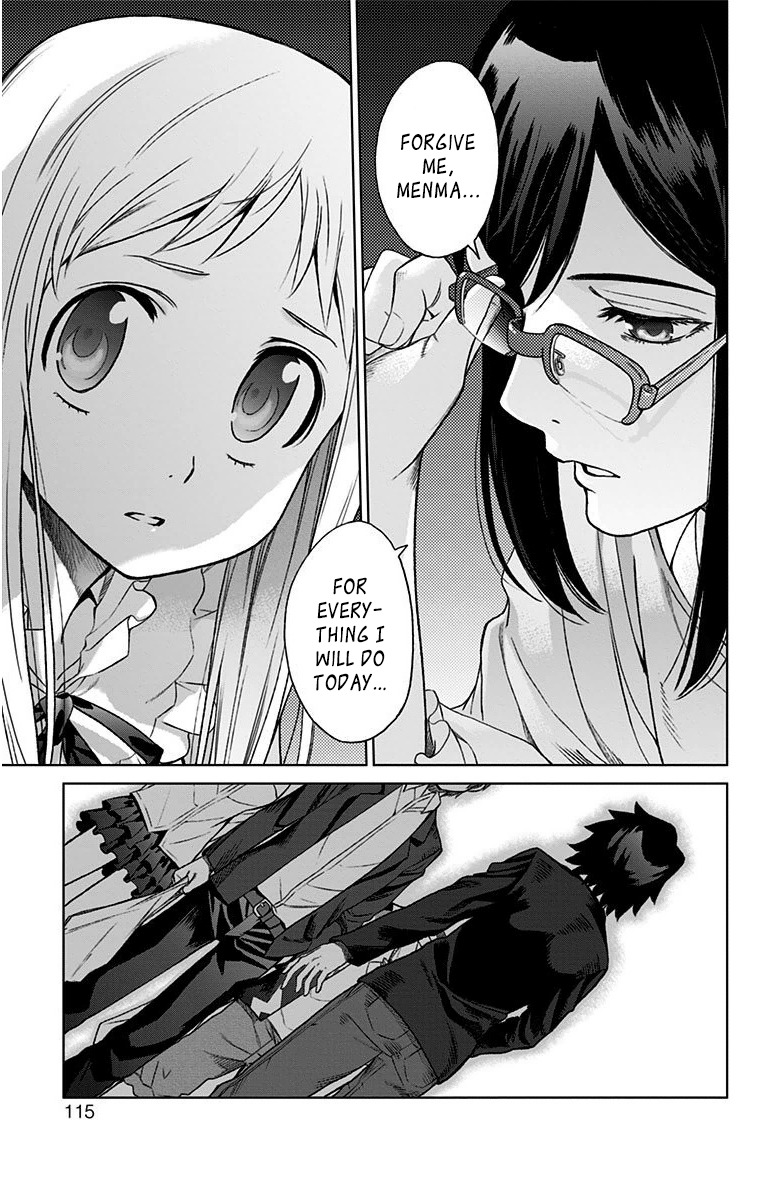 FORGIVE
ME,
MENMA...
FOR
EVERY-
THING I
WILL DO
TODAY...
115